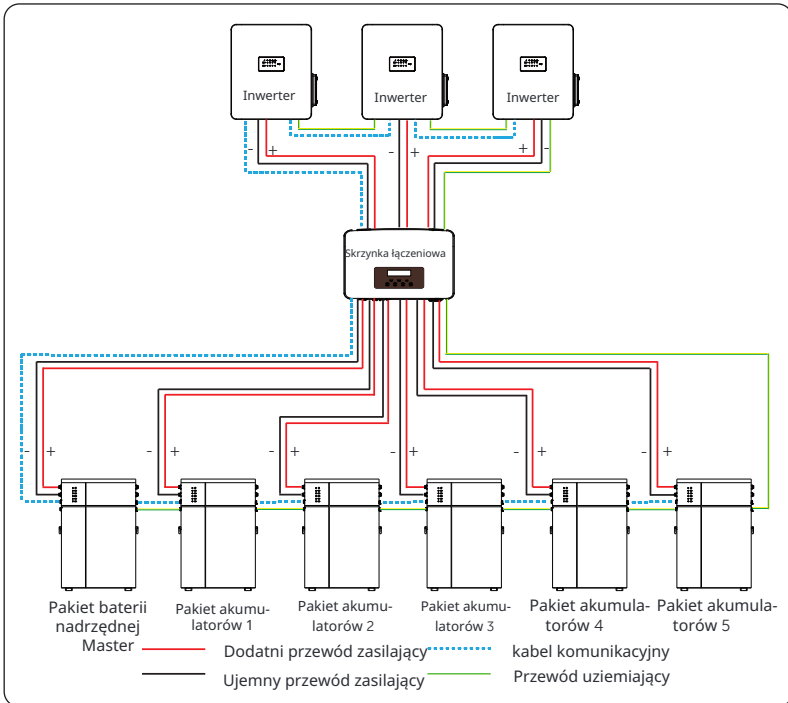 Inwerter
Inwerter
Inwerter
- + - + + -
Skrzynka łączeniowa
- + - + - + - + - + - +
Pakiet baterii
nadrzędnej
Master
Pakiet akumu-
latorów 1
Pakiet akumu-
latorów 2
Pakiet akumu-
latorów 3
Pakiet akumula-
torów 4
Pakiet akumula-
torów 5
Dodatni przewód zasilający
kabel komunikacyjny
Ujemny przewód zasilający
Przewód uziemiający